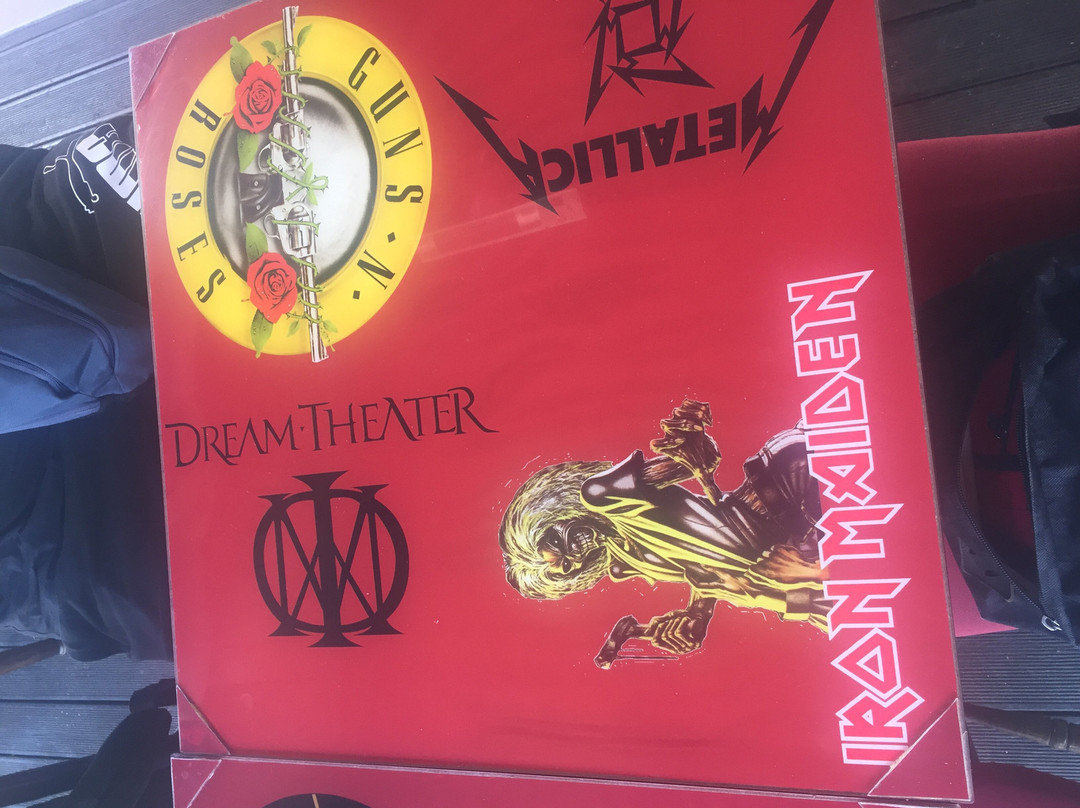 GUNS · N ·
ROSES
METALLICA
DREAM·THEATER
IRON MAIDEN